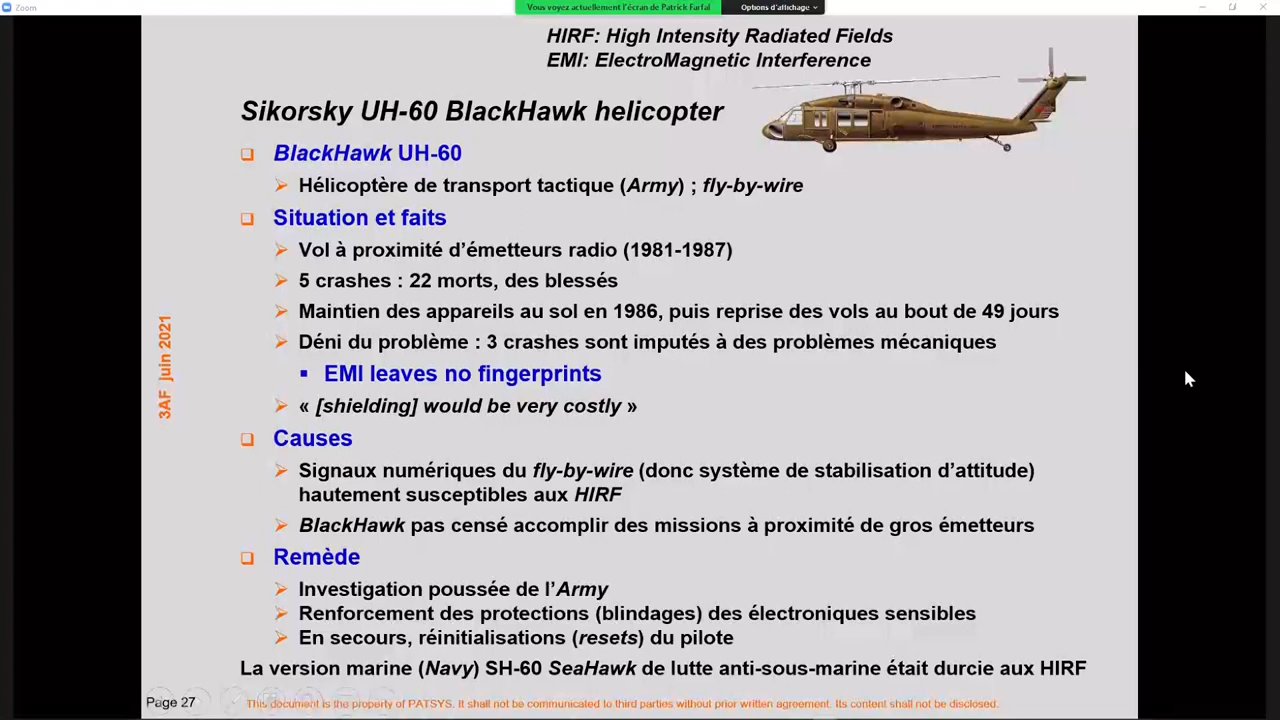 Zoom
Vous voyez actuellement l'écran de Patrick Farfal
Options d'affichage
HIRF: High Intensity Radiated Fields
EMI: ElectroMagnetic Interference
Sikorsky UH-60 BlackHawk helicopter
BlackHawk UH-60
Hélicoptère de transport tactique (Army) ; fly-by-wire
Situation et faits
Vol à proximité d'émetteurs radio (1981-1987)
5 crashes : 22 morts, des blessés
Maintien des appareils au sol en 1986, puis reprise des vols au bout de 49 jours
Déni du problème : 3 crashes sont imputés à des problèmes mécaniques
EMI leaves no fingerprints
« [shielding] would be very costly »
Causes
Signaux numériques du fly-by-wire (donc système de stabilisation d'attitude)
hautement susceptibles aux HIRF
BlackHawk pas censé accomplir des missions à proximité de gros émetteurs
Remède
Investigation poussée de l'Army
Renforcement des protections (blindages) des électroniques sensibles
En secours, réinitialisations (resets) du pilote
La version marine (Navy) SH-60 SeaHawk de lutte anti-sous-marine était durcie aux HIRF
3AF juin 2021
Page 27
This document is the property of PATSYS. It shall not be communicated to third parties without prior written agreement. Its content shall not be disclosed.